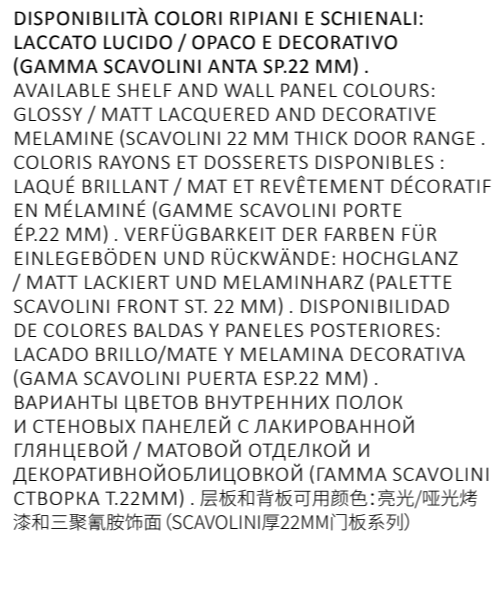 DISPONIBILITÀ COLORI RIPIANI E SCHIENALI:
LACCATO LUCIDO / OPACO E DECORATIVO
(GAMMA SCAVOLINI ANTA SP.22 MM) .
AVAILABLE SHELF AND WALL PANEL COLOURS:
GLOSSY / MATT LACQUERED AND DECORATIVE
MELAMINE (SCAVOLINI 22 MM THICK DOOR RANGE .
COLORIS RAYONS ET DOSSERETS DISPONIBLES :
LAQUÉ BRILLANT / MAT ET REVÊTEMENT DÉCORATIF
EN MÉLAMINÉ (GAMME SCAVOLINI PORTE
ÉP.22 MM) . VERFÜGBARKEIT DER FARBEN FÜR
EINLEGEBÖDEN UND RÜCKWÄNDE: HOCHGLANZ
/ MATT LACKIERT UND MELAMINHARZ (PALETTE
SCAVOLINI FRONT ST. 22 MM) . DISPONIBILIDAD
DE COLORES BALDAS Y PANELES POSTERIORES:
LACADO BRILLO/MATE Y MELAMINA DECORATIVA
(GAMA SCAVOLINI PUERTA ESP.22 MM) .
ВАРИАНТЫ ЦВЕТОВ ВНУТРЕННИХ ПОЛОК
И СТЕНОВЫХ ПАНЕЛЕЙ С ЛАКИРОВАННОЙ
ГЛЯНЦЕВОЙ / МАТОВОЙ ОТДЕЛКОЙ И
ДЕКОРАТИВНОЙОБЛИЦОВКОЙ (ГАММА SCAVOLINI
СТВОРКА Т.22ММ) . 层板和背板可用颜色：亮光/哑光烤
漆和三聚氰胺饰面（SCAVOLINI厚22MM门板系列）